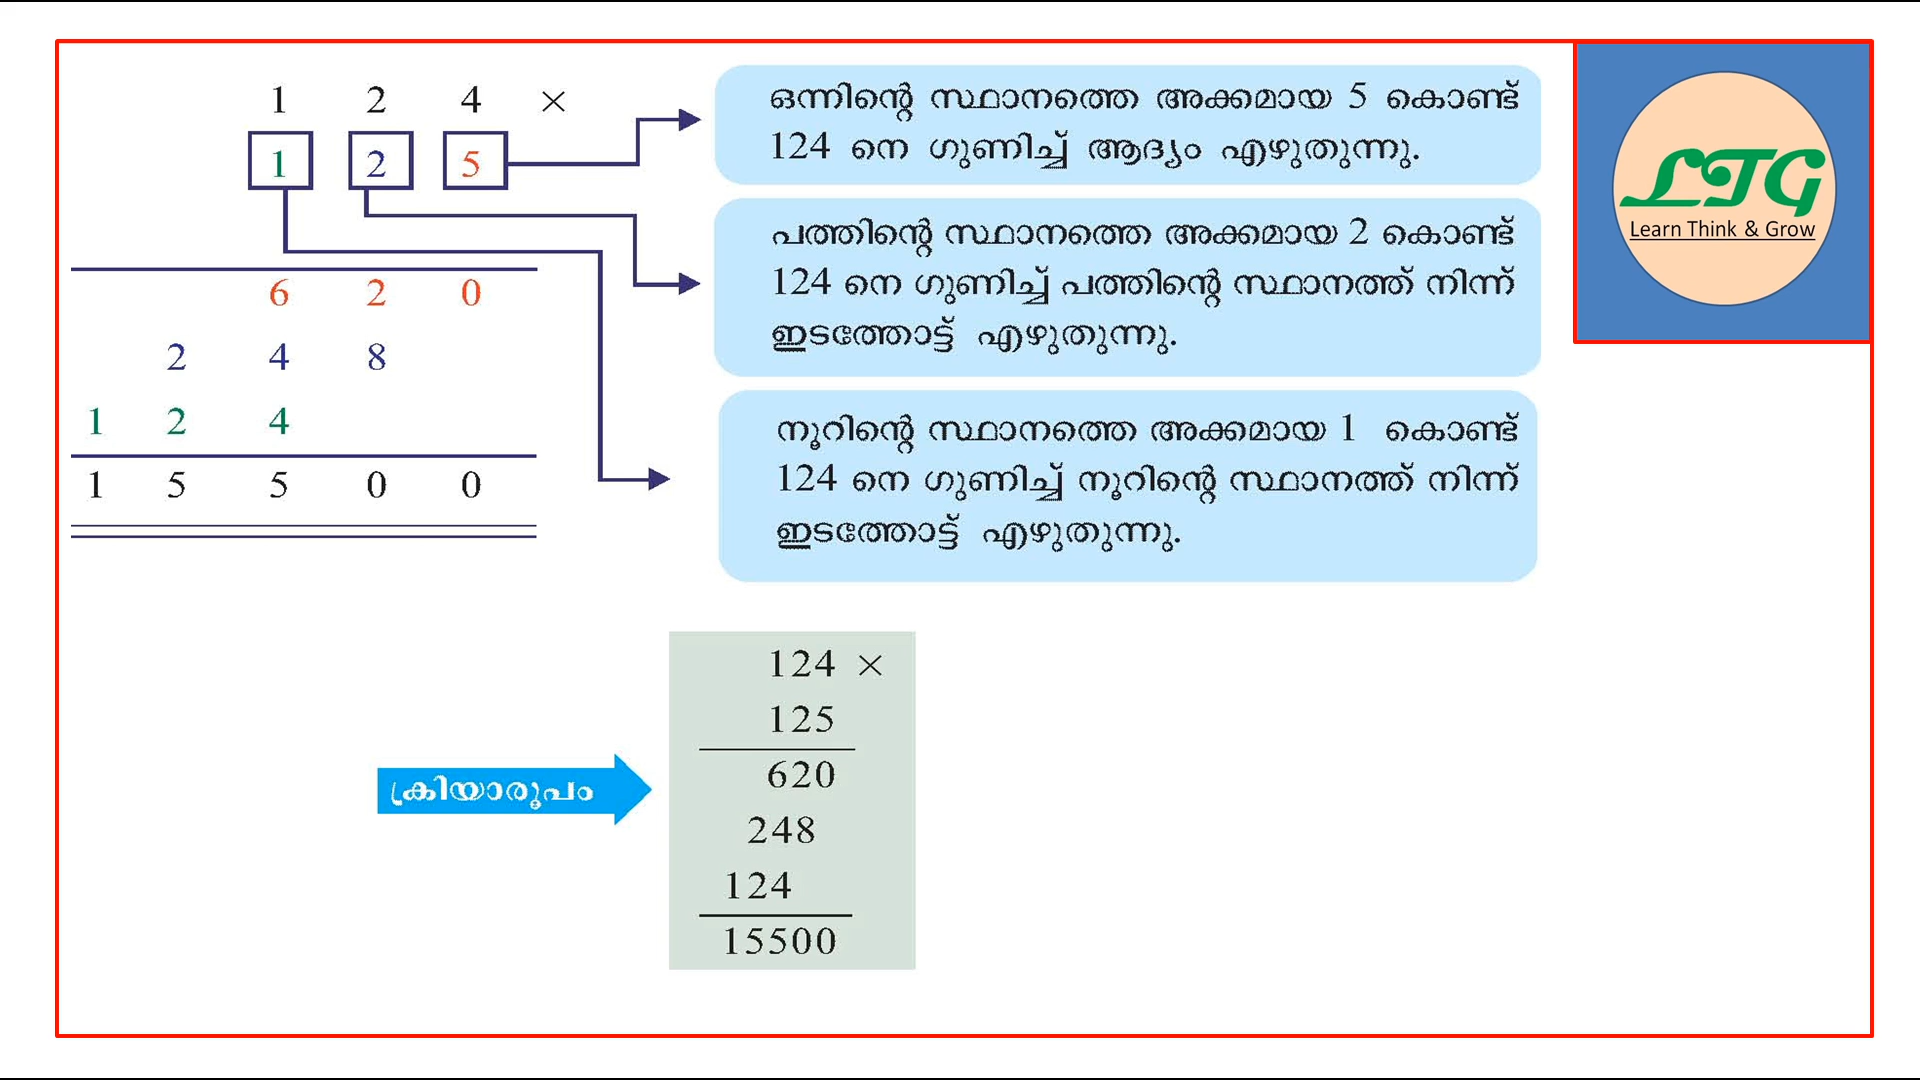 1 2 4 ×
1 2 5
6 2 0
2 4 8
1 2 4
1 5 5 0 0
ഒന്നിന്റെ സ്ഥാനത്തെ അക്കമായ 5 കൊണ്ട്
124 നെ ഗുണിച്ച് ആദ്യം എഴുതുന്നു.
പത്തിന്റെ സ്ഥാനത്തെ അക്കമായ 2 കൊണ്ട്
124 നെ ഗുണിച്ച് പത്തിന്റെ സ്ഥാനത്ത് നിന്ന്
ഇടത്തോട്ട് എഴുതുന്നു.
നൂറിന്റെ സ്ഥാനത്തെ അക്കമായ 1 കൊണ്ട്
124 നെ ഗുണിച്ച് നൂറിന്റെ സ്ഥാനത്ത് നിന്ന്
ഇടത്തോട്ട് എഴുതുന്നു.
LTG
Learn Think & Grow
ക്രിയാരൂപം
124 ×
125
620
248
124
15500